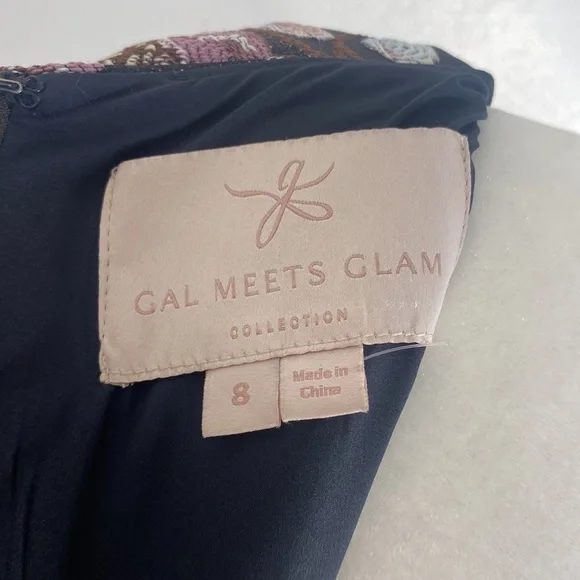 GAL MEETS GLAM
COLLECTION
8
Made in
China